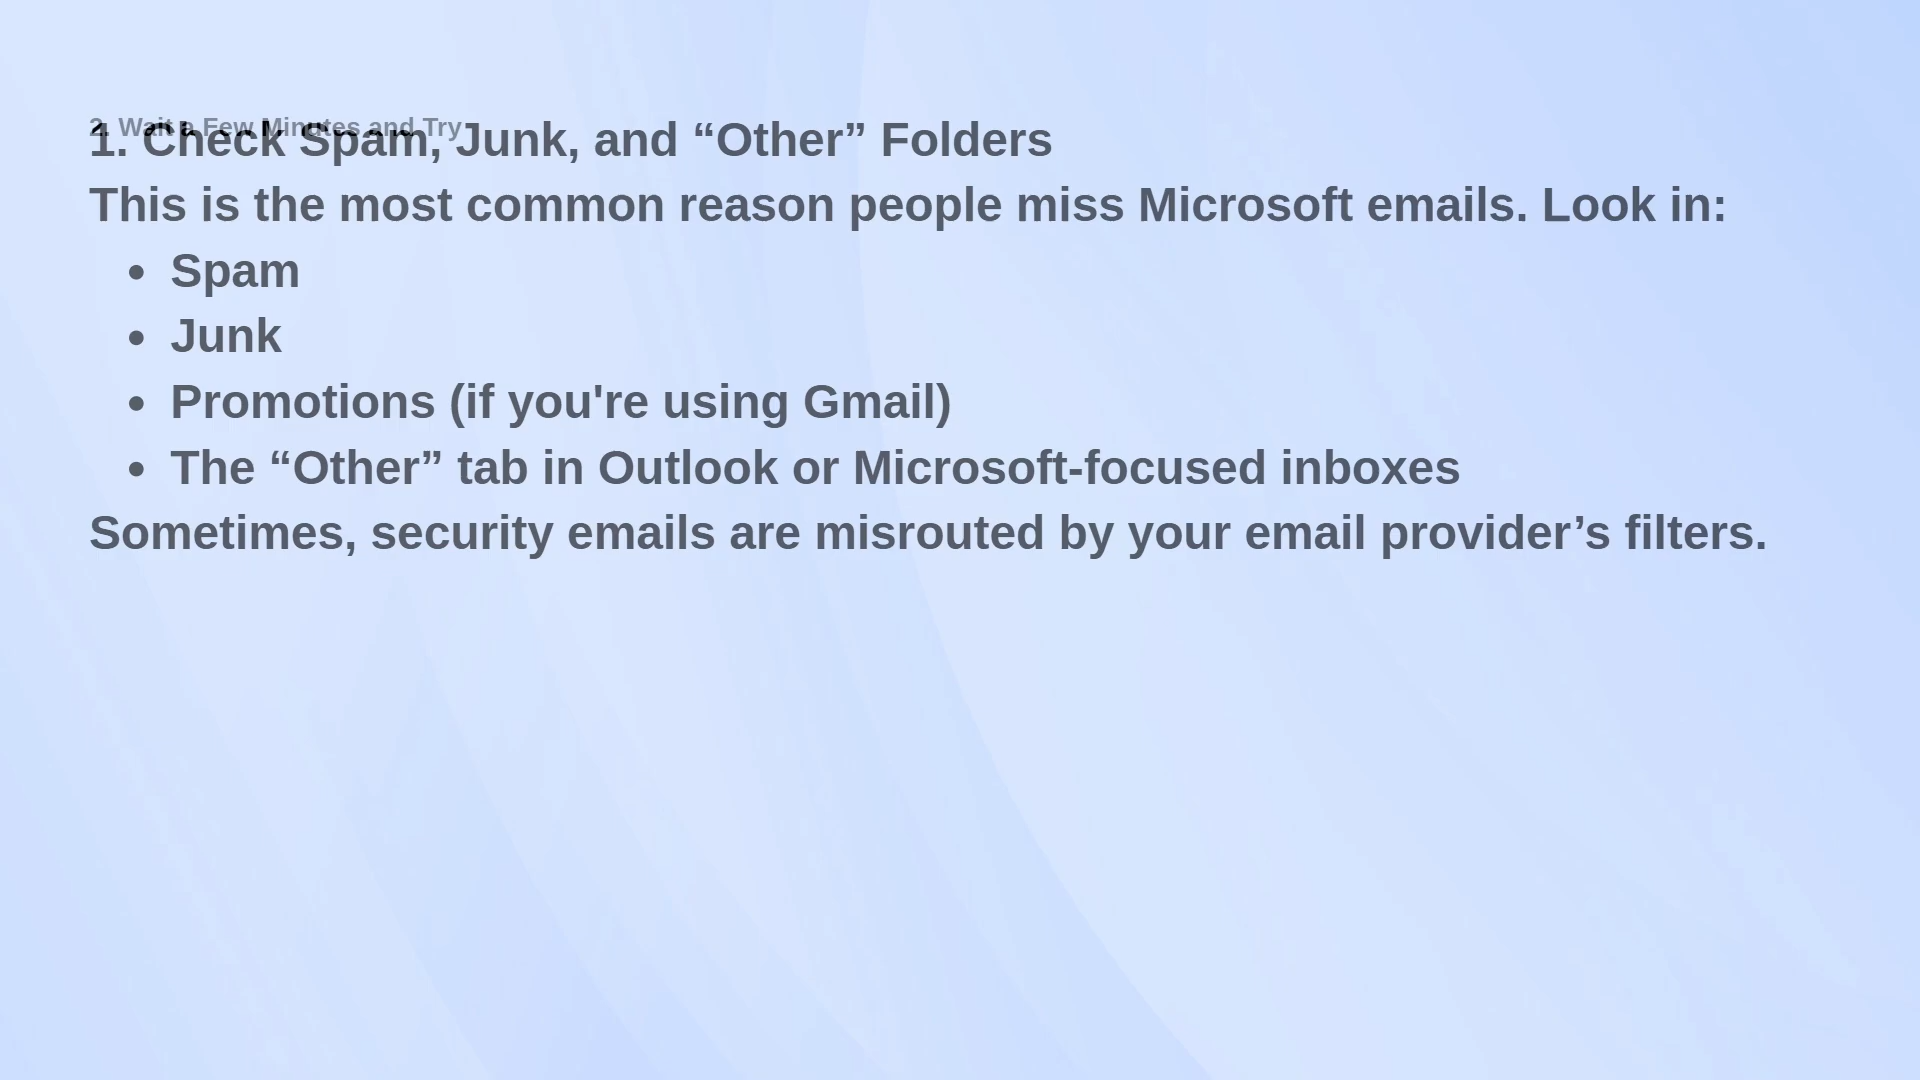 2. Wait a Few Minutes and Try
1. Check Spam, Junk, and “Other” Folders
This is the most common reason people miss Microsoft emails. Look in:
• Spam
• Junk
• Promotions (if you're using Gmail)
• The “Other” tab in Outlook or Microsoft-focused inboxes
Sometimes, security emails are misrouted by your email provider’s filters.